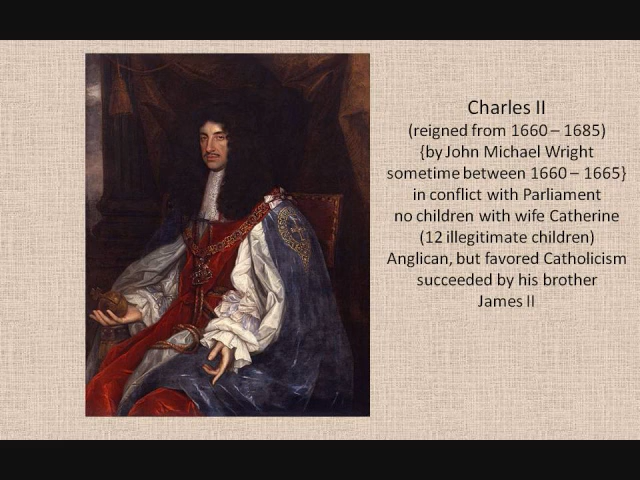 Charles II
(reigned from 1660 – 1685)
{by John Michael Wright
sometime between 1660 – 1665}
in conflict with Parliament
no children with wife Catherine
(12 illegitimate children)
Anglican, but favored Catholicism
succeeded by his brother
James II